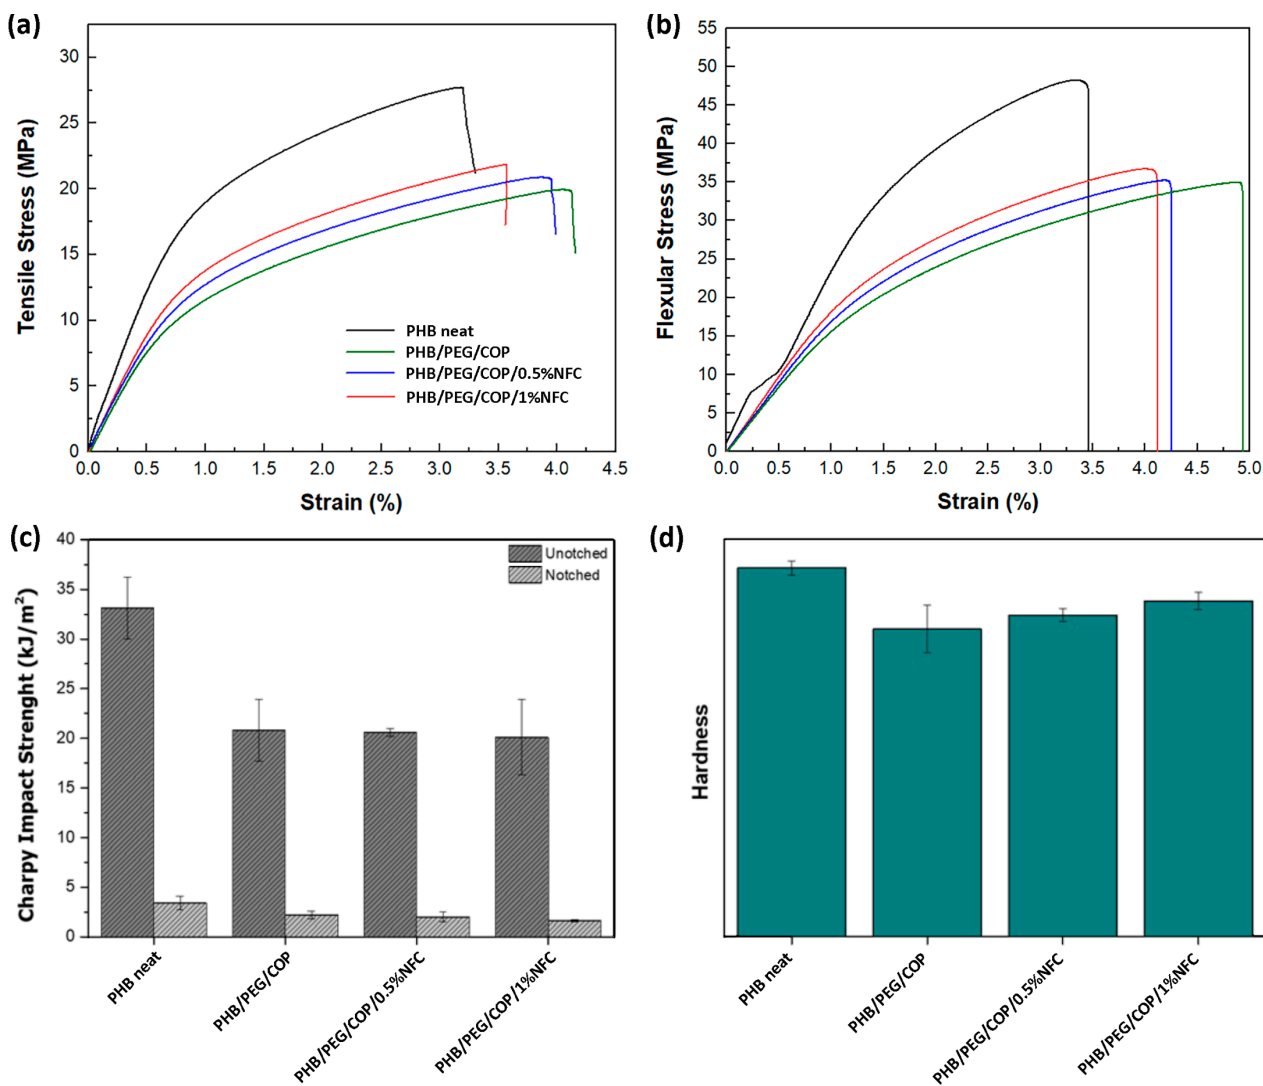 (a)
Tensile Stress (MPa)
30
25
20
15
10
5
0
0.0 0.5 1.0 1.5 2.0 2.5 3.0 3.5 4.0 4.5
Strain (%)
PHB neat
PHB/PEG/COP
PHB/PEG/COP/0.5%NFC
PHB/PEG/COP/1%NFC
(b)
Flexular Stress (MPa)
55
50
45
40
35
30
25
20
15
10
5
0
0.0 0.5 1.0 1.5 2.0 2.5 3.0 3.5 4.0 4.5 5.0
Strain (%)
(c)
Charpy Impact Strenght (kJ/m²)
40
35
30
25
20
15
10
5
0
Unotched
Notched
PHB neat
PHB/PEG/COP
PHB/PEG/COP/0.5%NFC
PHB/PEG/COP/1%NFC
(d)
Hardness
PHB neat
PHB/PEG/COP
PHB/PEG/COP/0.5%NFC
PHB/PEG/COP/1%NFC